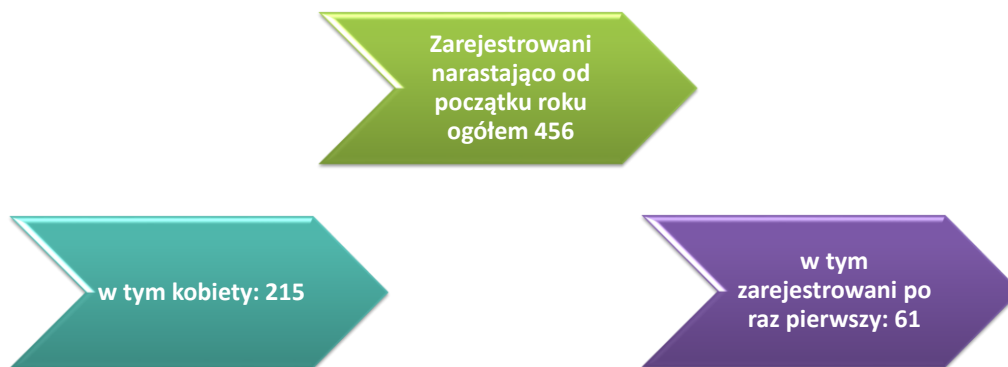 Zarejestrowani
narastająco od
początku roku
ogółem 456
w tym kobiety: 215
w tym
zarejestrowani po
raz pierwszy: 61